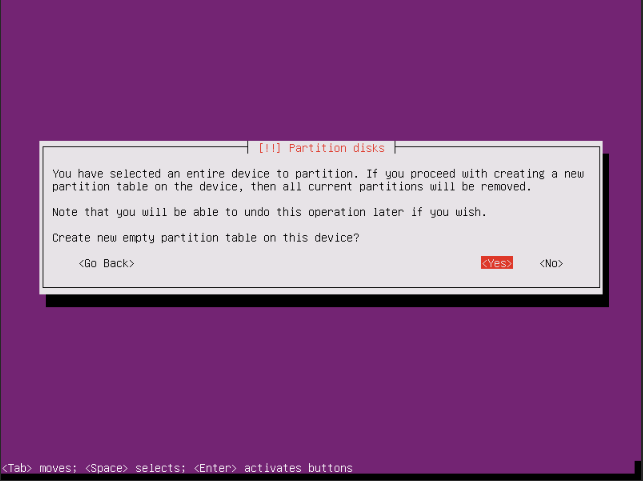 [!!] Partition disks
You have selected an entire device to partition. If you proceed with creating a new
partition table on the device, then all current partitions will be removed.
Note that you will be able to undo this operation later if you wish.
Create new empty partition table on this device?
<Go Back> <Yes> <No>
<Tab> moves; <Space> selects; <Enter> activates buttons